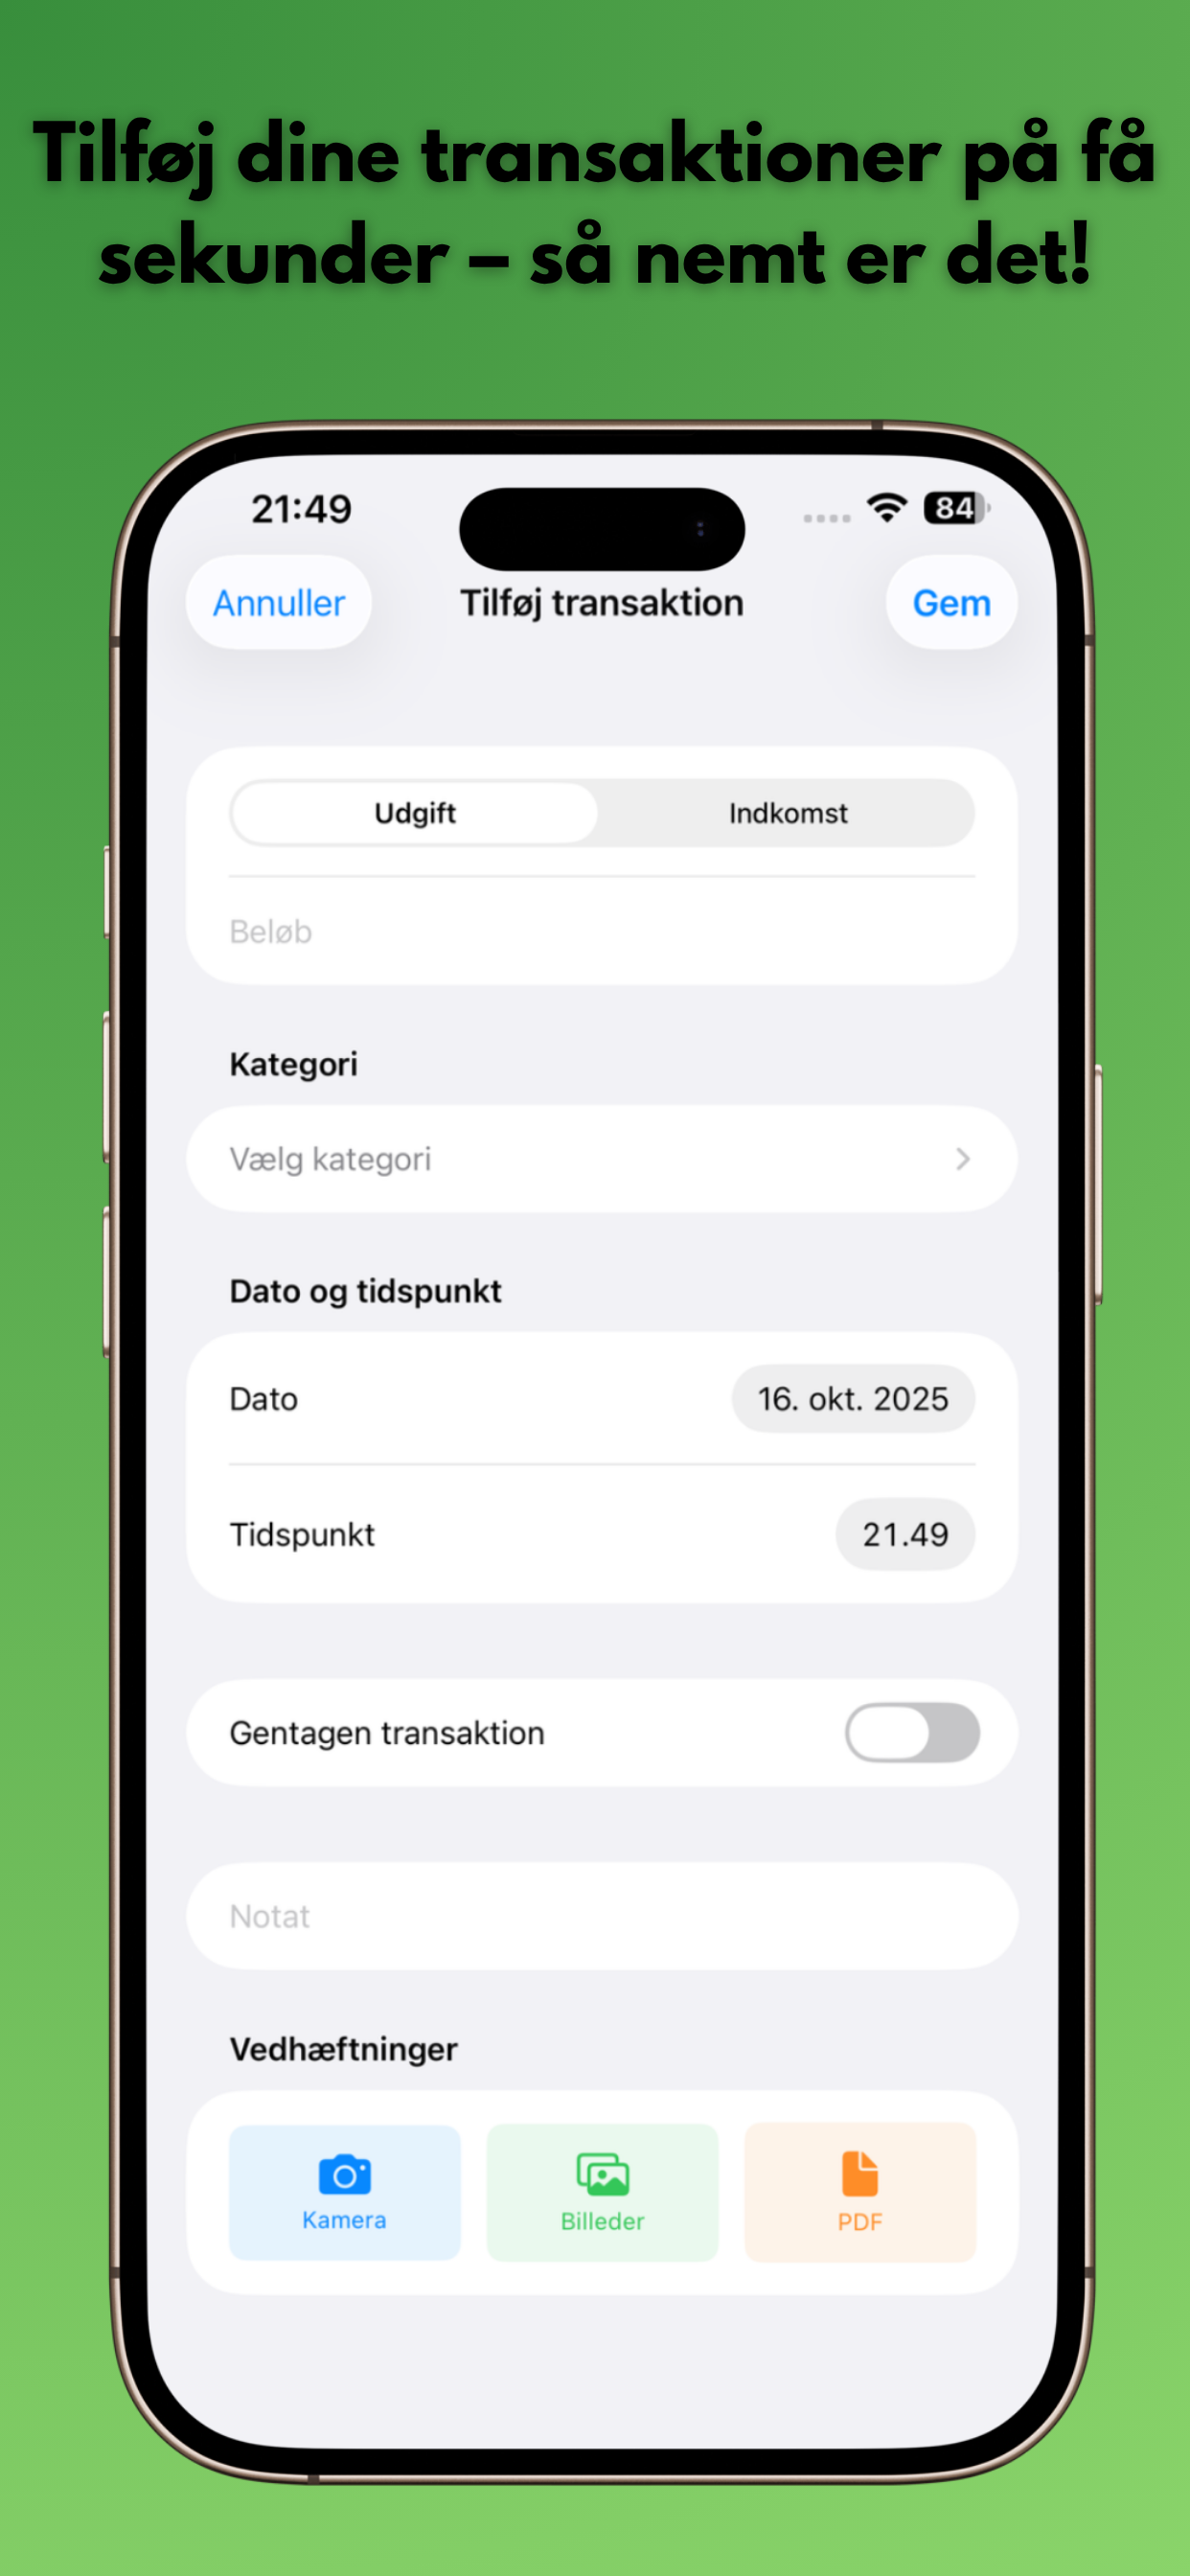 Tilføj dine transaktioner på få
sekunder – så nemt er det!
21:49
84
Annuller
Tilføj transaktion
Gem
Udgift
Indkomst
Beløb
Kategori
Vælg kategori
Dato og tidspunkt
Dato
16. okt. 2025
Tidspunkt
21.49
Gentagen transaktion
Notat
Vedhæftninger
Kamera
Billeder
PDF